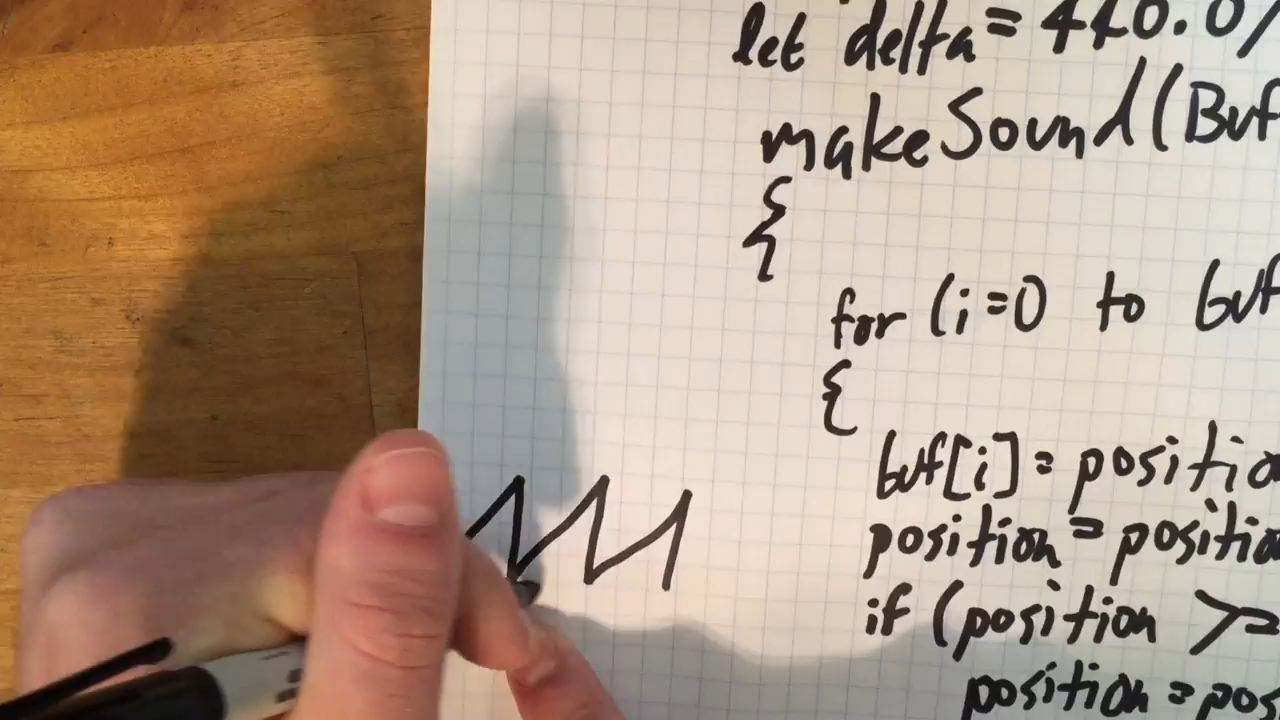 let delta = 440.0/
makeSound(Buf
{
for (i=0 to buf
{
buf[i] = positio
position = positio
if (position >=
position = pos